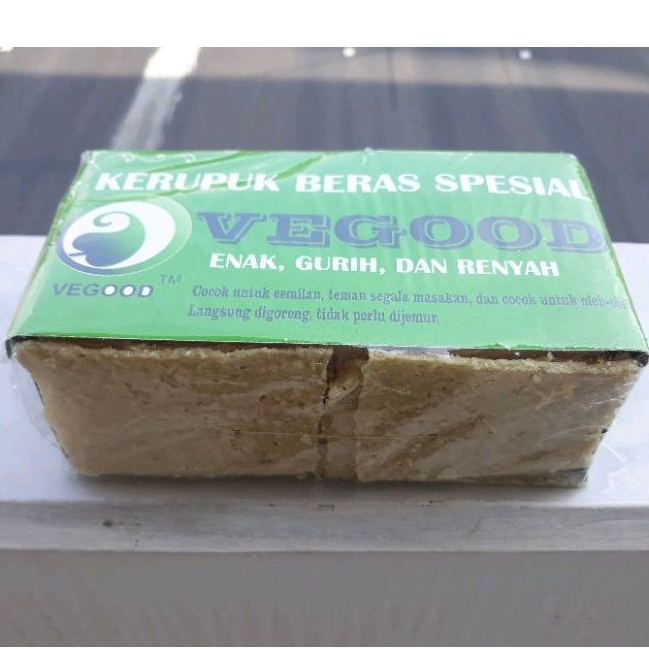 KERUPUK BERAS SPESIAL
VEGOOD
ENAK, GURIH, DAN RENYAH
VEGOOD TM
Cocok untuk cemilan, teman segala masakan, dan cocok untuk oleh-ole
Langsung digoreng, tidak perlu dijemur.